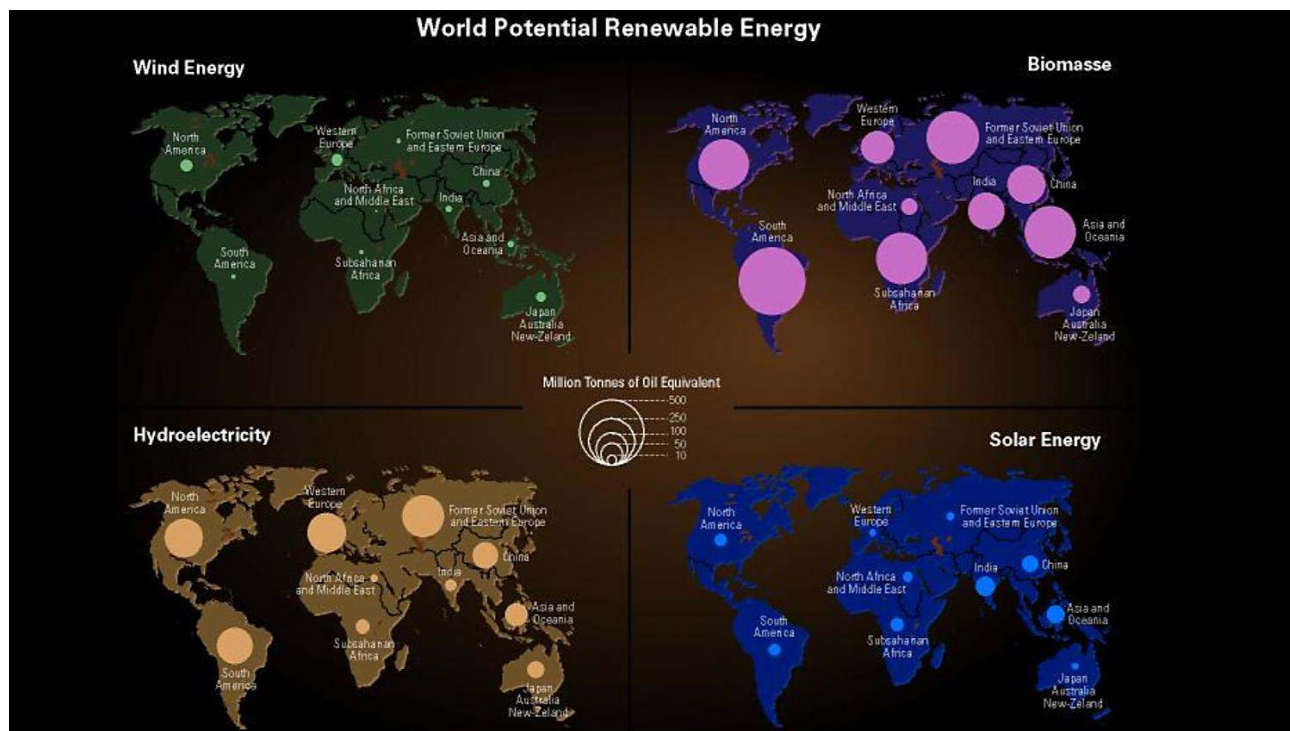 World Potential Renewable Energy
Wind Energy
North
America
Western
Europe
Former Soviet Union
and Eastern Europe
China
North Africa
and Middle East
India
Asia and
Oceania
South
America
Subsaharian
Africa
Japan
Australia
New-Zeland
Biomasse
North
America
Western
Europe
Former Soviet Union
and Eastern Europe
India
China
North Africa
and Middle East
South
America
Asia and
Oceania
Subsaharian
Africa
Japan
Australia
New-Zeland
Million Tonnes of Oil Equivalent
500
250
100
50
10
Hydroelectricity
North
America
Western
Europe
Former Soviet Union
and Eastern Europe
China
North Africa
and Middle East
India
Asia and
Oceania
Subsaharian
Africa
South
America
Japan
Australia
New-Zeland
Solar Energy
North
America
Western
Europe
Former Soviet Union
and Eastern Europe
India
China
North Africa
and Middle East
Asia and
Oceania
South
America
Subsaharian
Africa
Japan
Australia
New-Zeland